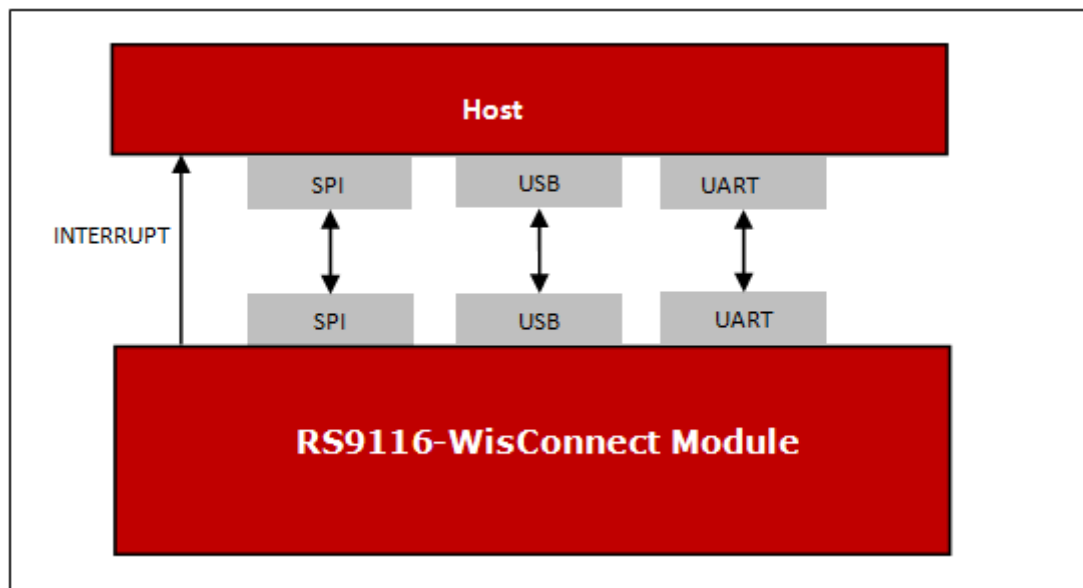 Host
SPI
USB
UART
INTERRUPT
SPI
USB
UART
RS9116-WisConnect Module